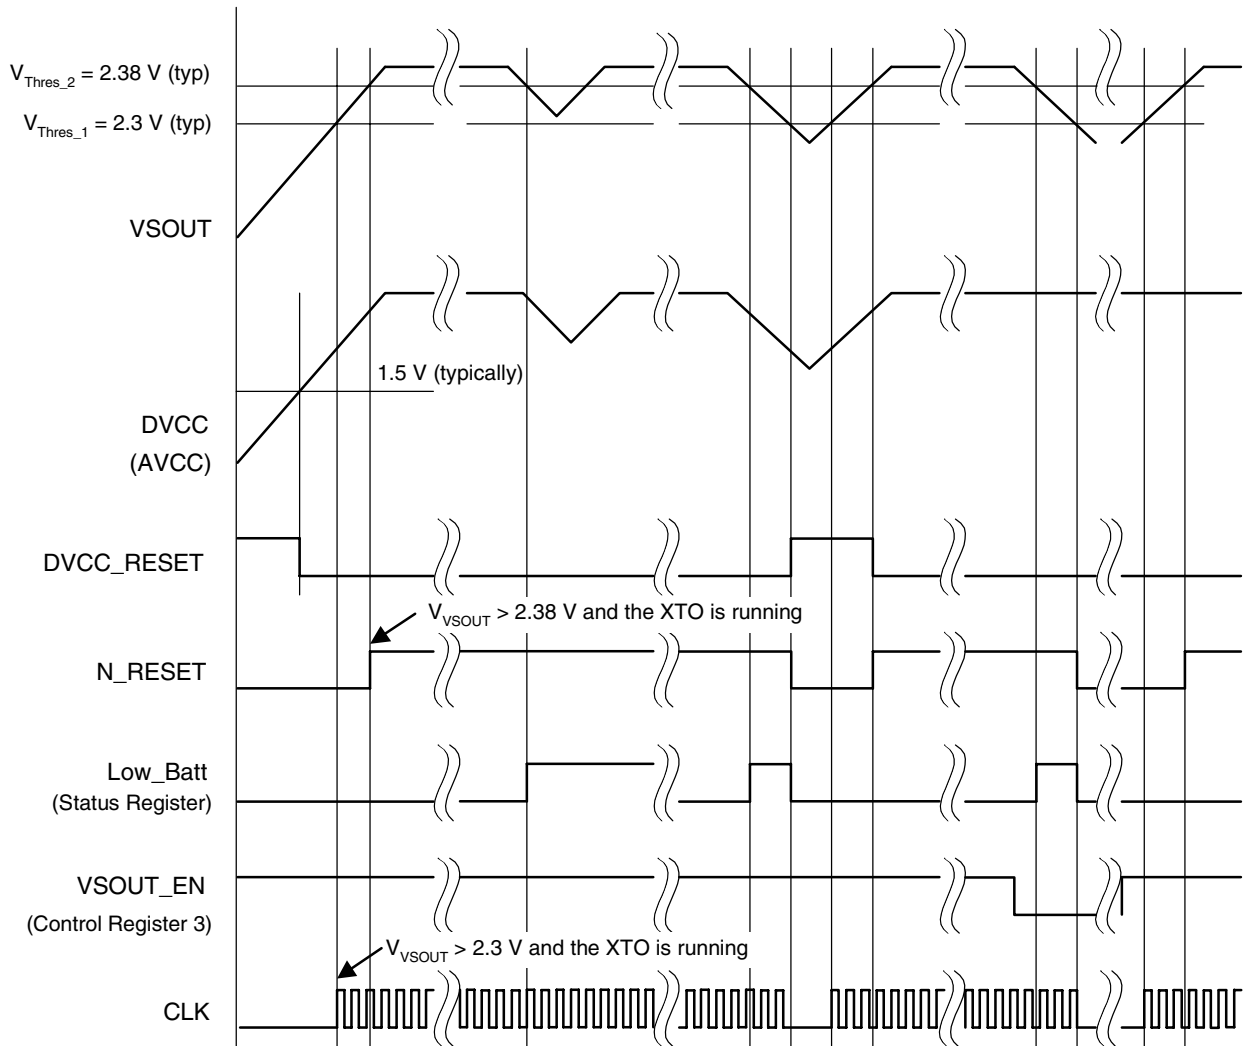 V_Thres_2 = 2.38 V (typ)
V_Thres_1 = 2.3 V (typ)
VSOUT
1.5 V (typically)
DVCC
(AVCC)
DVCC_RESET
V_VSOUT > 2.38 V and the XTO is running
N_RESET
Low_Batt
(Status Register)
VSOUT_EN
(Control Register 3)
V_VSOUT > 2.3 V and the XTO is running
CLK